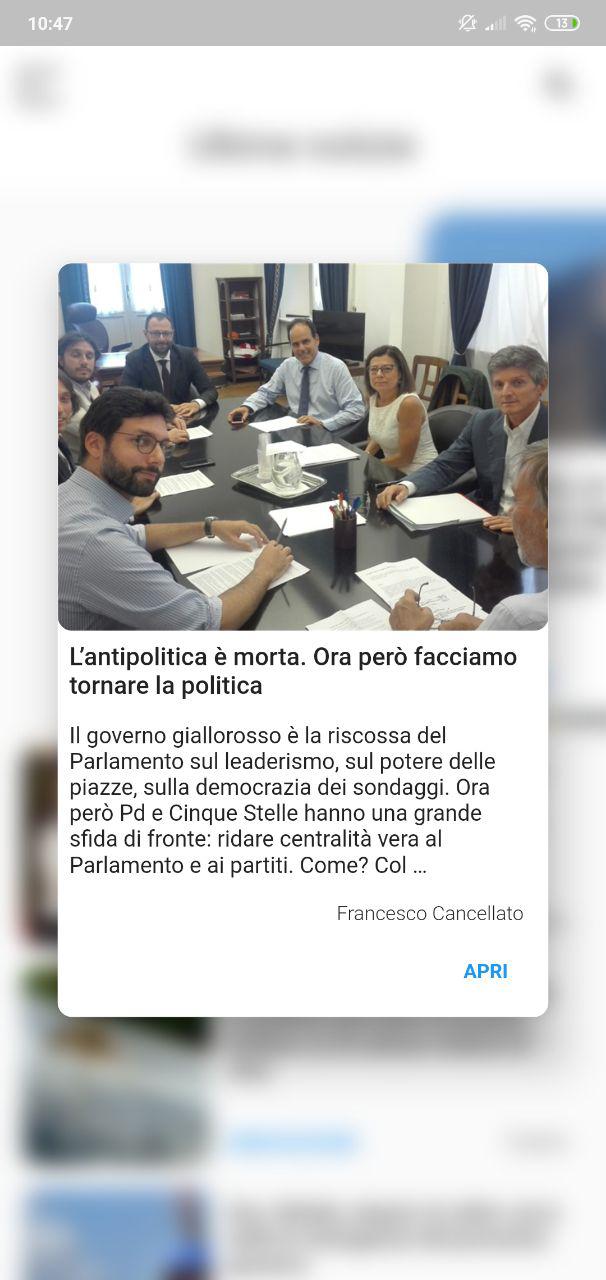 10:47
13
L'antipolitica è morta. Ora però facciamo
tornare la politica
Il governo giallorosso è la riscossa del
Parlamento sul leaderismo, sul potere delle
piazze, sulla democrazia dei sondaggi. Ora
però Pd e Cinque Stelle hanno una grande
sfida di fronte: ridare centralità vera al
Parlamento e ai partiti. Come? Col ...
Francesco Cancellato
APRI